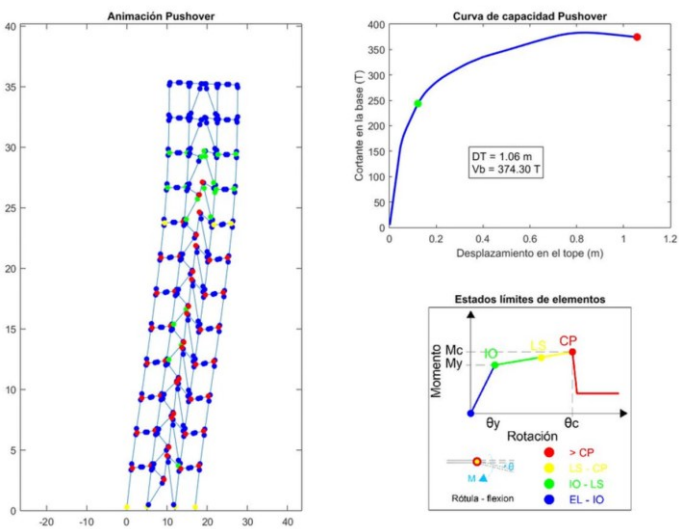 Animación Pushover
40
35
30
25
20
15
10
5
0
-20 -10 0 10 20 30 40
Curva de capacidad Pushover
Cortante en la base (T)
400
350
300
250
200
150
100
50
0
DT = 1.06 m
Vb = 374.30 T
0 0.2 0.4 0.6 0.8 1 1.2
Desplazamiento en el tope (m)
Estados límites de elementos
Momento
Mc
My
IO
LS
CP
θy
θc
Rotación
> CP
LS - CP
IO - LS
EL - IO
θ
M
Rótula - flexion